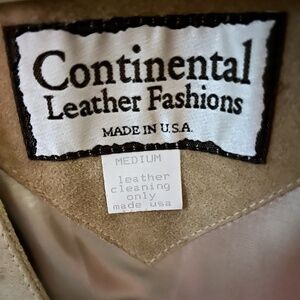 Continental
Leather Fashions
MADE IN U.S.A.
MEDIUM
leather
cleaning
only
made usa